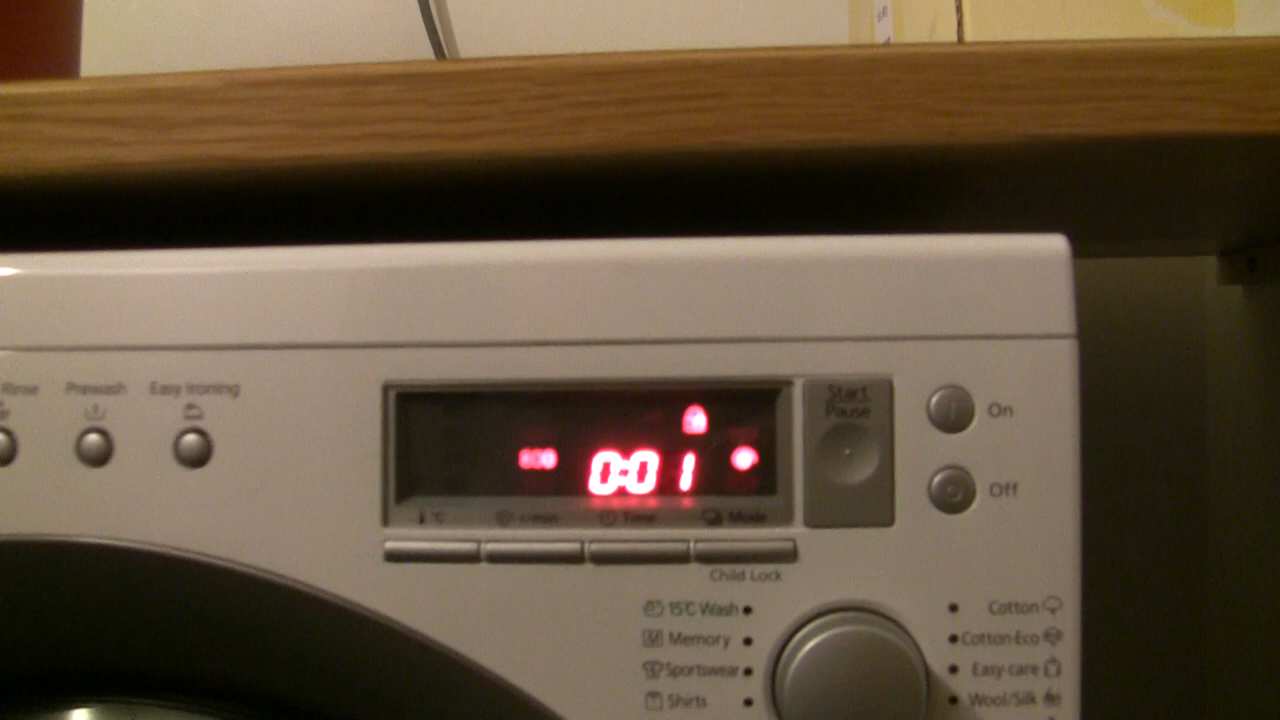 Rinse Prewash Easy Ironing
0:01
°C r/min Time Mode
Start
Pause
On
Off
Child Lock
15°C Wash
Memory
Sportswear
Shirts
Cotton
Cotton-Eco
Easy-care
Wool/Silk